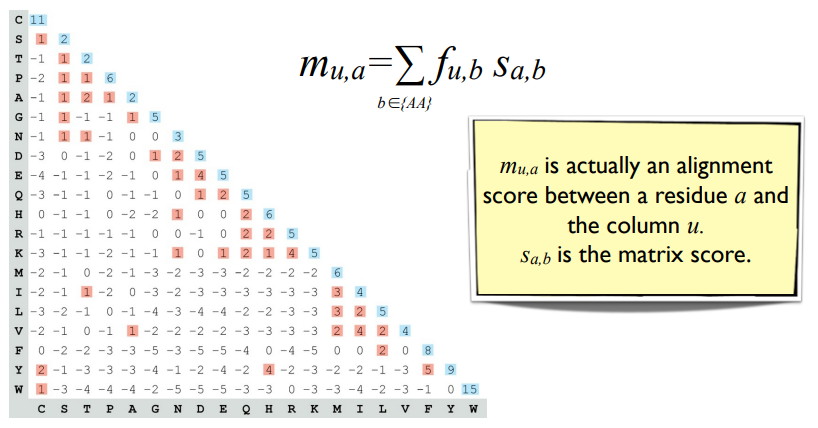 C 11
S 1 2
T -1 1 2
P -2 1 1 6
A -1 1 2 1 2
G -1 1 -1 -1 1 5
N -1 1 1 -1 0 0 3
D -3 0 -1 -2 0 1 2 5
E -4 -1 -1 -2 -1 0 1 4 5
Q -3 -1 -1 0 -1 -1 0 1 2 5
H 0 -1 -1 0 -2 -2 1 0 0 2 6
R -1 -1 -1 -1 -1 -1 0 0 -1 0 2 2 5
K -3 -1 -1 -2 -1 -1 1 0 1 2 1 4 5
M -2 -1 0 -2 -1 -3 -2 -3 -3 -2 -2 -2 -2 6
I -2 -1 1 -2 0 -3 -2 -3 -3 -3 -3 -3 -3 3 4
L -3 -2 -1 0 -1 -4 -3 -4 -4 -2 -2 -3 -3 3 2 5
V -2 -1 0 -1 1 -2 -2 -2 -2 -3 -3 -3 -3 2 4 2 4
F 0 -2 -2 -3 -3 -5 -3 -5 -5 -4 0 -4 -5 0 0 2 0 8
Y 2 -1 -3 -3 -3 -4 -1 -2 -4 -2 4 -2 -2 -2 -1 -3 5 9
W 1 -3 -4 -4 -4 -2 -5 -5 -5 -3 -3 0 -3 -3 -4 -2 -3 -1 0 15
C S T P A G N D E Q H R K M I L V F Y W
m_{u,a}=∑ f_{u,b} s_{a,b}
b∈{AA}
m_{u,a} is actually an alignment
score between a residue a and
the column u.
s_{a,b} is the matrix score.